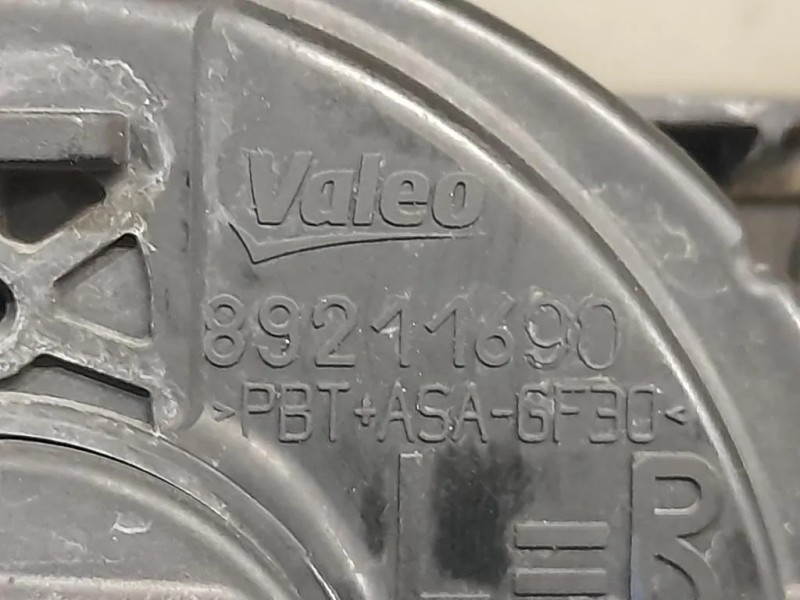 Valeo
89211690
>PBT+ASA-GF30<
L=R